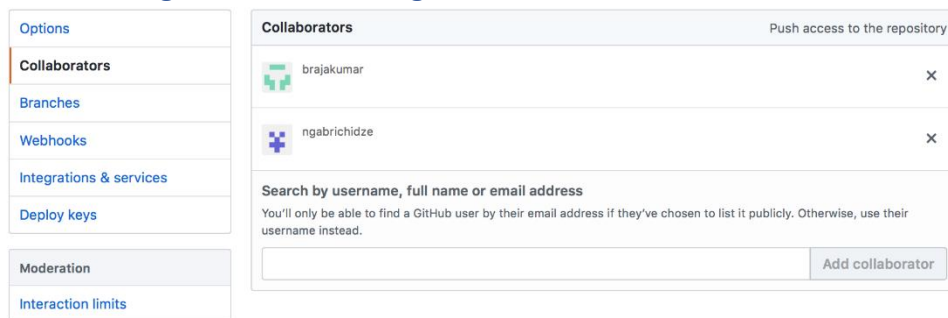 Options
Collaborators
Branches
Webhooks
Integrations & services
Deploy keys
Moderation
Interaction limits
Collaborators Push access to the repository
brajakumar
ngabrichidze
Search by username, full name or email address
You'll only be able to find a GitHub user by their email address if they've chosen to list it publicly. Otherwise, use their
username instead.
Add collaborator